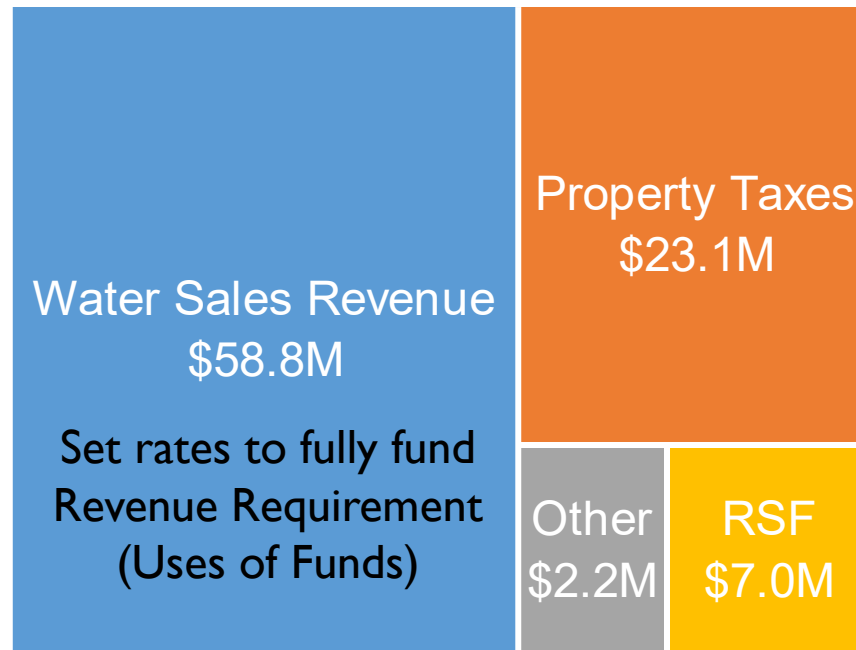 Water Sales Revenue
$58.8M
Set rates to fully fund
Revenue Requirement
(Uses of Funds)
Property Taxes
$23.1M
Other
$2.2M
RSF
$7.0M